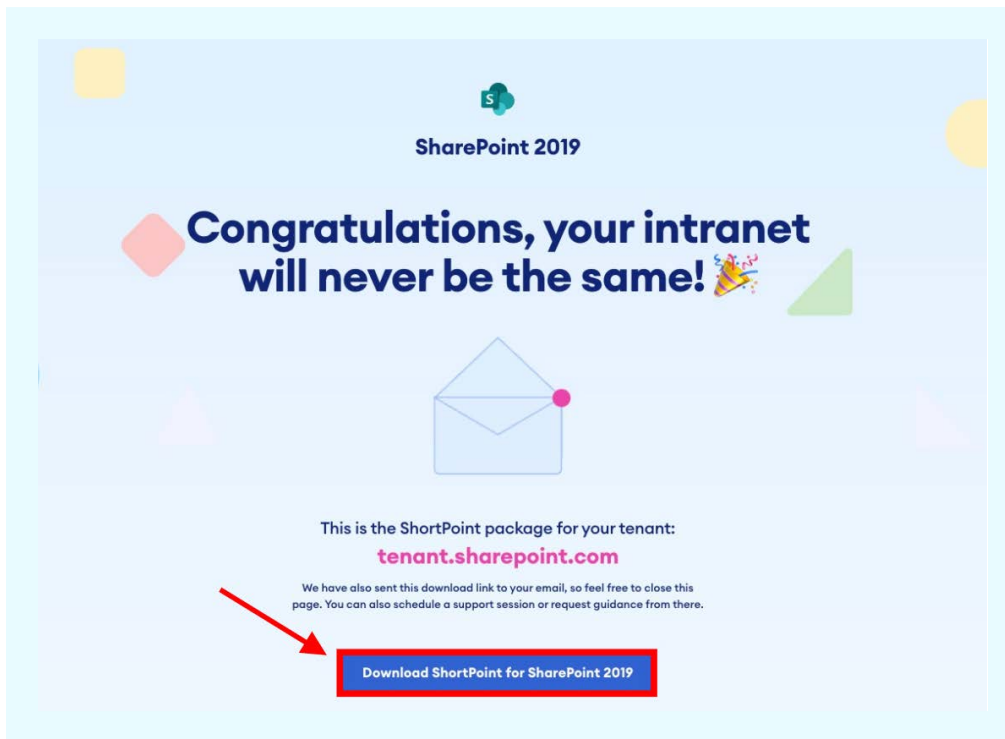 S
SharePoint 2019
Congratulations, your intranet
will never be the same!
This is the ShortPoint package for your tenant:
tenant.sharepoint.com
We have also sent this download link to your email, so feel free to close this
page. You can also schedule a support session or request guidance from there.
Download ShortPoint for SharePoint 2019